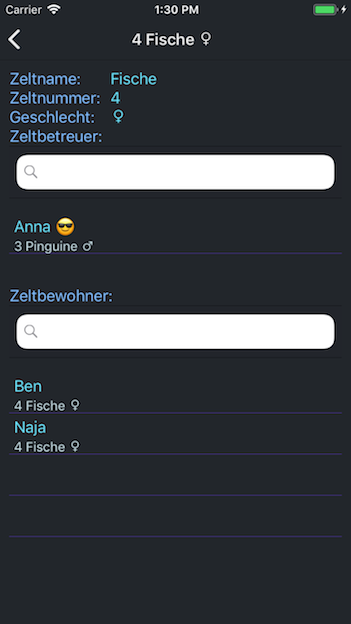 Carrier 1:30 PM
4 Fische ♀
Zeltname: Fische
Zeltnummer: 4
Geschlecht: ♀
Zeltbetreuer:
Anna 😎
3 Pinguine ♂
Zeltbewohner:
Ben
4 Fische ♀
Naja
4 Fische ♀